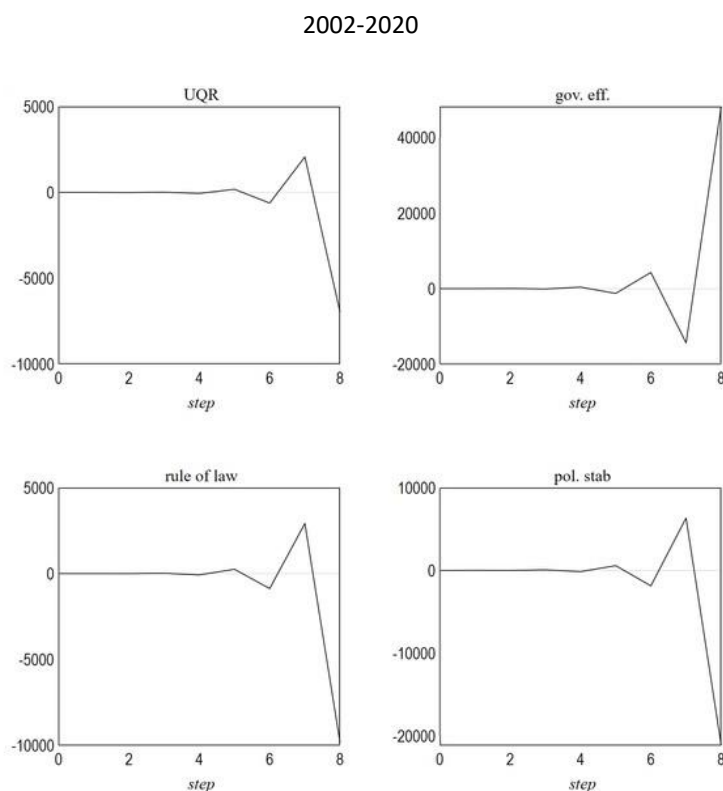 2002-2020
UQR
5000
0
-5000
-10000
0 2 4 6 8
step
gov. eff.
40000
20000
0
-20000
0 2 4 6 8
step
rule of law
5000
0
-5000
-10000
0 2 4 6 8
step
pol. stab
10000
0
-10000
-20000
0 2 4 6 8
step